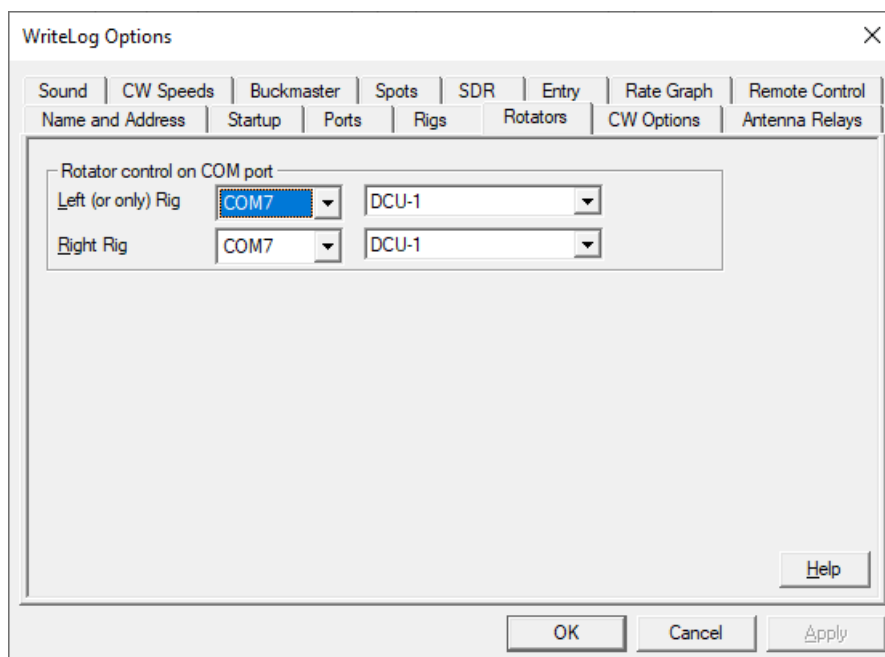 WriteLog Options
Sound CW Speeds Buckmaster Spots SDR Entry Rate Graph Remote Control
Name and Address Startup Ports Rigs Rotators CW Options Antenna Relays
Rotator control on COM port
Left (or only) Rig COM7 DCU-1
Right Rig COM7 DCU-1
Help
OK Cancel Apply